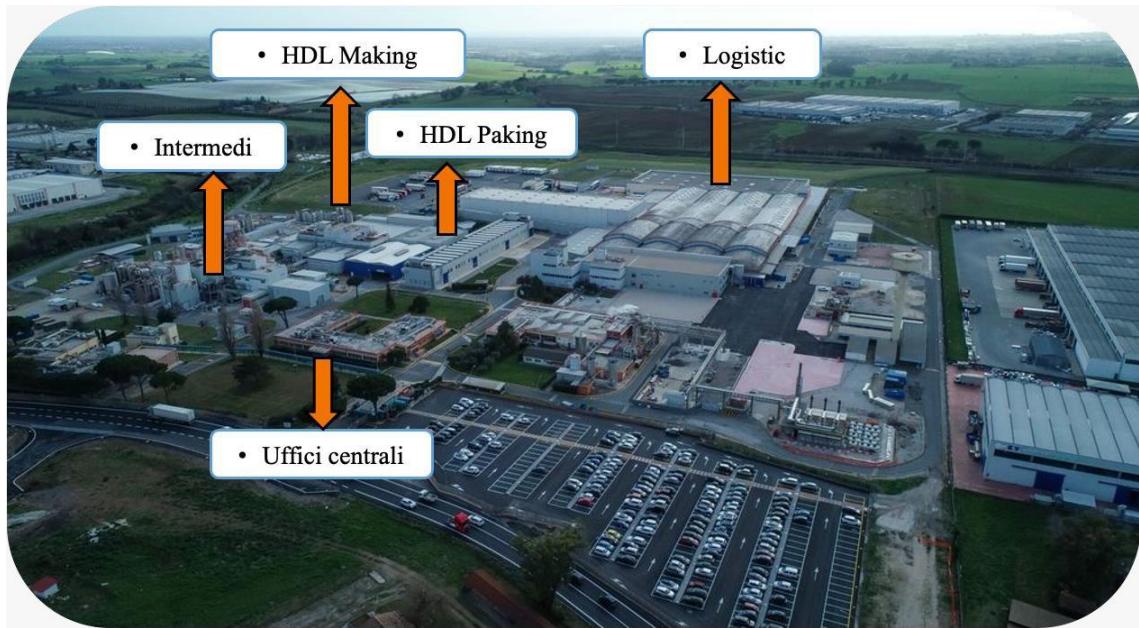 • HDL Making
• Logistic
• HDL Paking
• Intermedi
• Uffici centrali